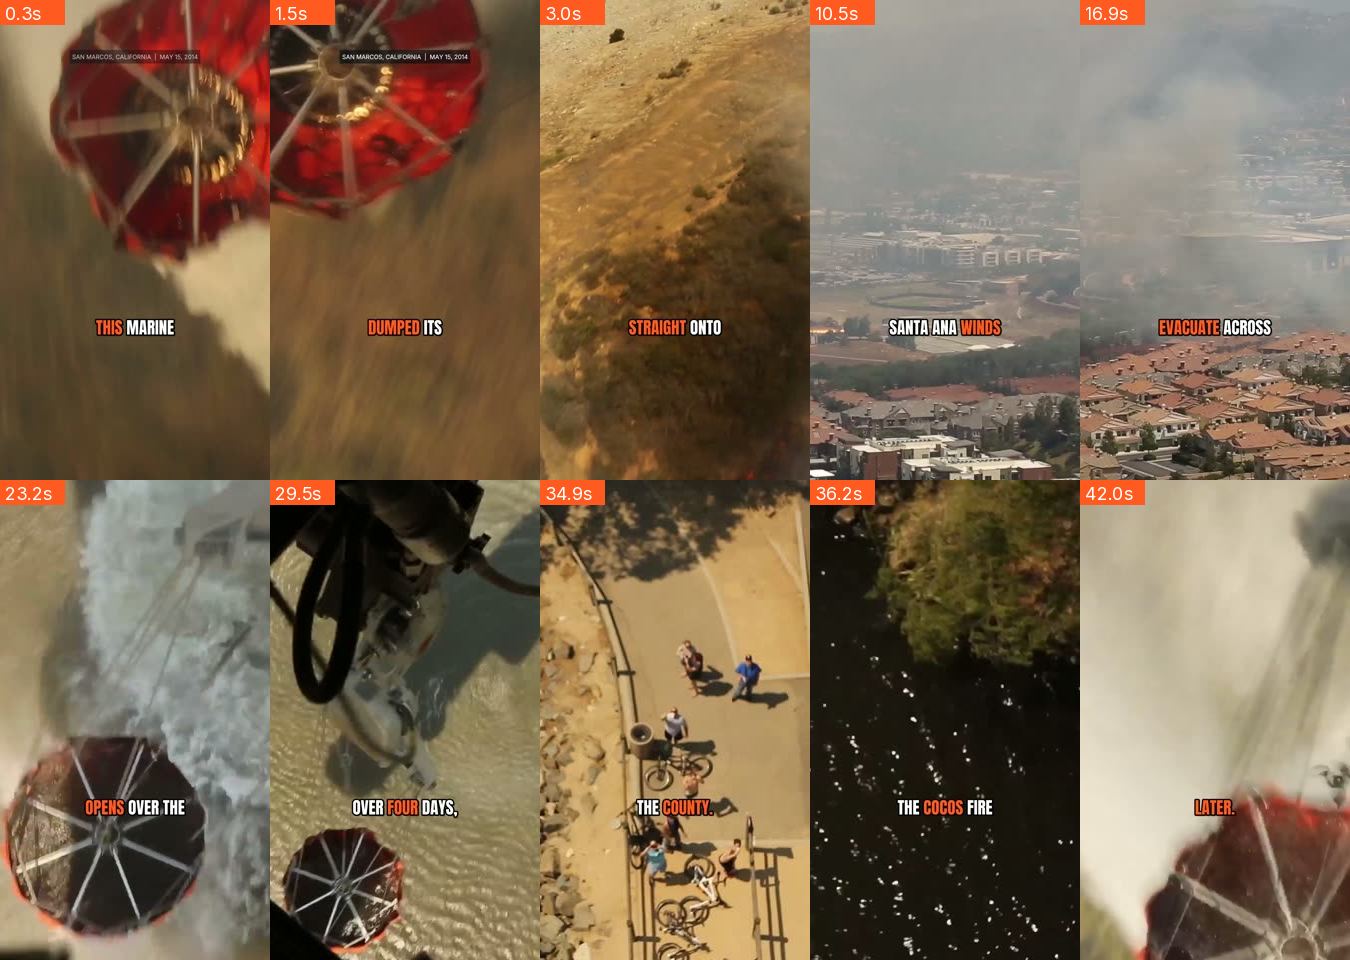 0.3s
SAN MARCOS, CALIFORNIA | MAY 15, 2014
THIS MARINE
1.5s
SAN MARCOS, CALIFORNIA | MAY 15, 2014
DUMPED ITS
3.0s
STRAIGHT ONTO
10.5s
SANTA ANA WINDS
16.9s
EVACUATE ACROSS
23.2s
OPENS OVER THE
29.5s
OVER FOUR DAYS,
34.9s
THE COUNTY.
36.2s
THE COCOS FIRE
42.0s
LATER.